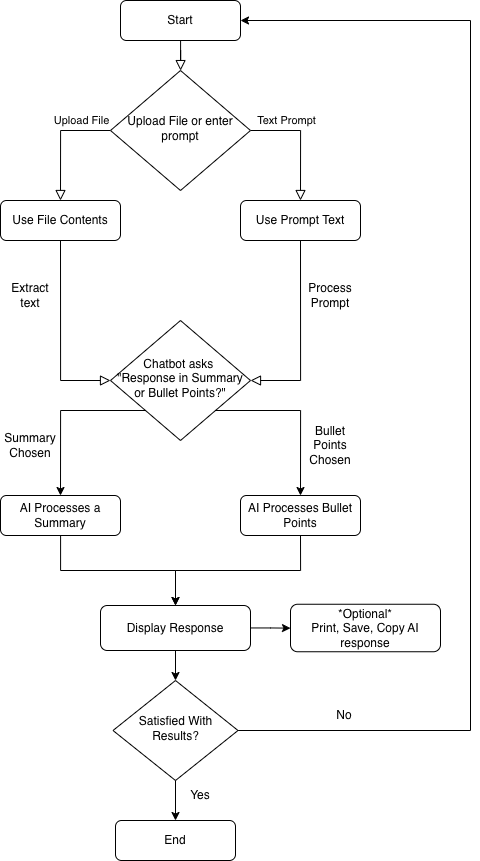 Start
Upload File
Upload File or enter
prompt
Text Prompt
Use File Contents
Use Prompt Text
Extract
text
Process
Prompt
Chatbot asks
"Response in Summary
or Bullet Points?"
Summary
Chosen
Bullet
Points
Chosen
AI Processes a
Summary
AI Processes Bullet
Points
Display Response
*Optional*
Print, Save, Copy AI
response
Satisfied With
Results?
No
Yes
End